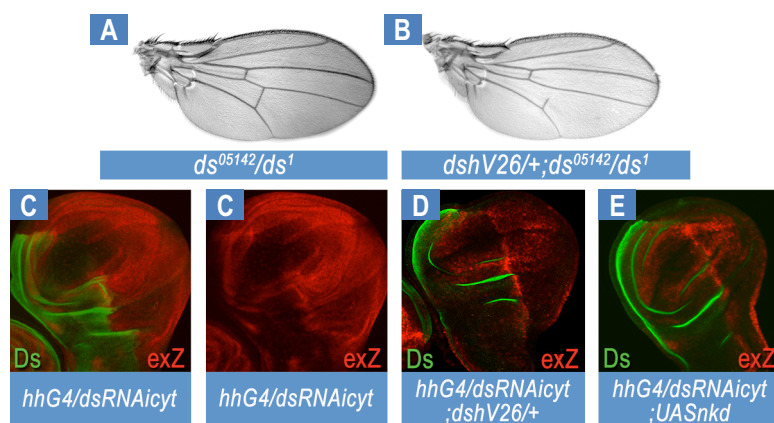 A
B
ds05142/ds1
dshV26/+;ds05142/ds1
C
C
D
E
Ds
exZ
exZ
Ds
exZ
Ds
exZ
hhG4/dsRNAicyt
hhG4/dsRNAicyt
hhG4/dsRNAicyt
;dshV26/+
hhG4/dsRNAicyt
;UASnkd